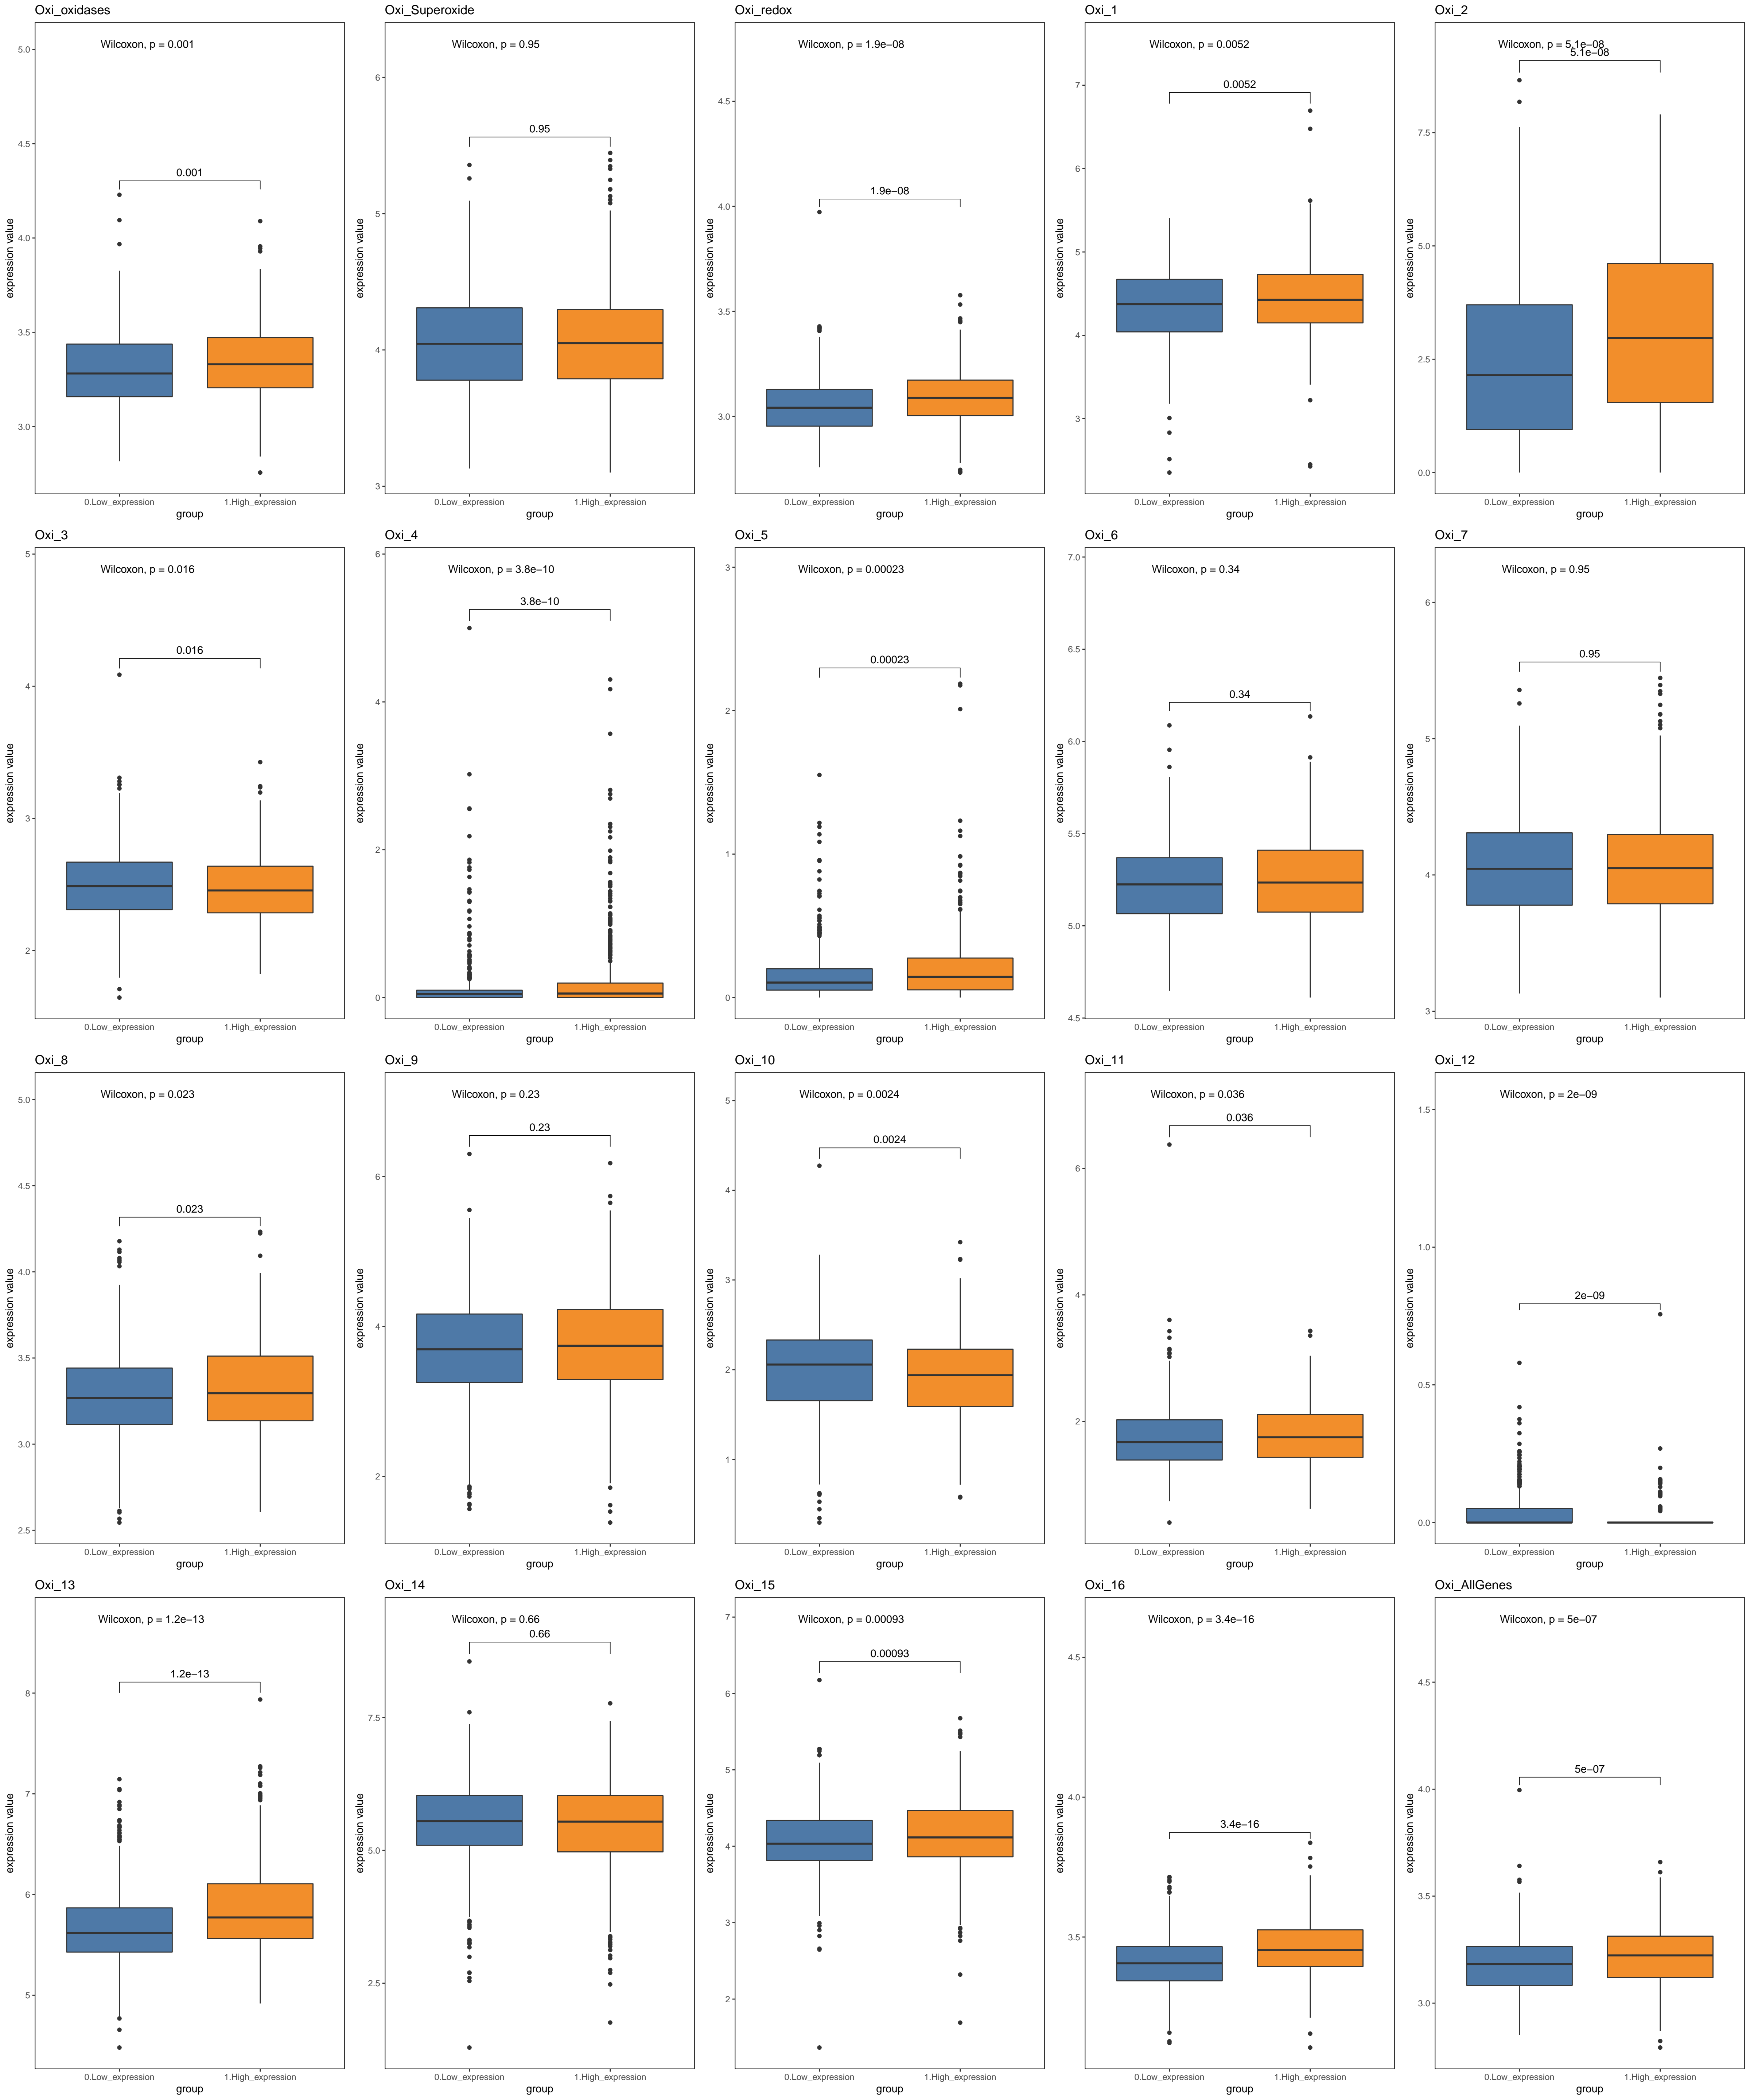 Oxi_oxidases
Wilcoxon, p = 0.001
0.001
5.0
4.5
4.0
3.5
3.0
expression value
0.Low_expression
1.High_expression
group
Oxi_Superoxide
Wilcoxon, p = 0.95
0.95
6
5
4
3
expression value
0.Low_expression
1.High_expression
group
Oxi_redox
Wilcoxon, p = 1.9e−08
1.9e−08
4.5
4.0
3.5
3.0
expression value
0.Low_expression
1.High_expression
group
Oxi_1
Wilcoxon, p = 0.0052
0.0052
7
6
5
4
3
expression value
0.Low_expression
1.High_expression
group
Oxi_2
Wilcoxon, p = 5.1e−08
5.1e−08
7.5
5.0
2.5
0.0
expression value
0.Low_expression
1.High_expression
group
Oxi_3
Wilcoxon, p = 0.016
0.016
5
4
3
2
expression value
0.Low_expression
1.High_expression
group
Oxi_4
Wilcoxon, p = 3.8e−10
3.8e−10
6
4
2
0
expression value
0.Low_expression
1.High_expression
group
Oxi_5
Wilcoxon, p = 0.00023
0.00023
3
2
1
0
expression value
0.Low_expression
1.High_expression
group
Oxi_6
Wilcoxon, p = 0.34
0.34
7.0
6.5
6.0
5.5
5.0
4.5
expression value
0.Low_expression
1.High_expression
group
Oxi_7
Wilcoxon, p = 0.95
0.95
6
5
4
3
expression value
0.Low_expression
1.High_expression
group
Oxi_8
Wilcoxon, p = 0.023
0.023
5.0
4.5
4.0
3.5
3.0
2.5
expression value
0.Low_expression
1.High_expression
group
Oxi_9
Wilcoxon, p = 0.23
0.23
6
4
2
expression value
0.Low_expression
1.High_expression
group
Oxi_10
Wilcoxon, p = 0.0024
0.0024
5
4
3
2
1
expression value
0.Low_expression
1.High_expression
group
Oxi_11
Wilcoxon, p = 0.036
0.036
6
4
2
expression value
0.Low_expression
1.High_expression
group
Oxi_12
Wilcoxon, p = 2e−09
2e−09
1.5
1.0
0.5
0.0
expression value
0.Low_expression
1.High_expression
group
Oxi_13
Wilcoxon, p = 1.2e−13
1.2e−13
8
7
6
5
expression value
0.Low_expression
1.High_expression
group
Oxi_14
Wilcoxon, p = 0.66
0.66
7.5
5.0
2.5
expression value
0.Low_expression
1.High_expression
group
Oxi_15
Wilcoxon, p = 0.00093
0.00093
7
6
5
4
3
2
expression value
0.Low_expression
1.High_expression
group
Oxi_16
Wilcoxon, p = 3.4e−16
3.4e−16
4.5
4.0
3.5
expression value
0.Low_expression
1.High_expression
group
Oxi_AllGenes
Wilcoxon, p = 5e−07
5e−07
4.5
4.0
3.5
3.0
expression value
0.Low_expression
1.High_expression
group